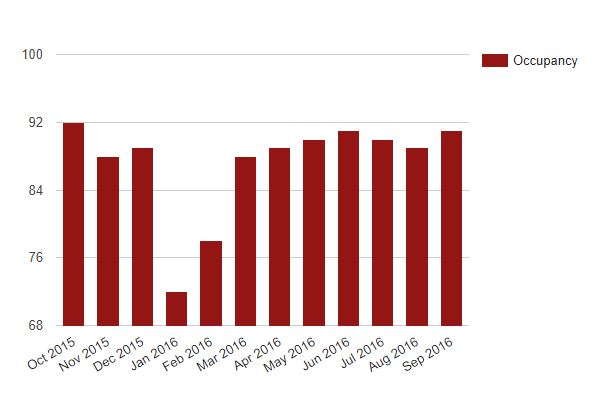 100
Occupancy
92
84
76
68
Oct 2015
Nov 2015
Dec 2015
Jan 2016
Feb 2016
Mar 2016
Apr 2016
May 2016
Jun 2016
Jul 2016
Aug 2016
Sep 2016